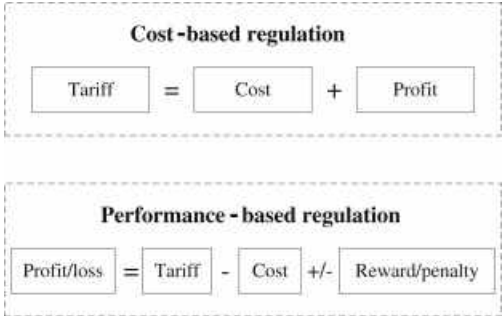 Cost-based regulation
Tariff = Cost + Profit
Performance-based regulation
Profit/loss = Tariff - Cost +/- Reward/penalty